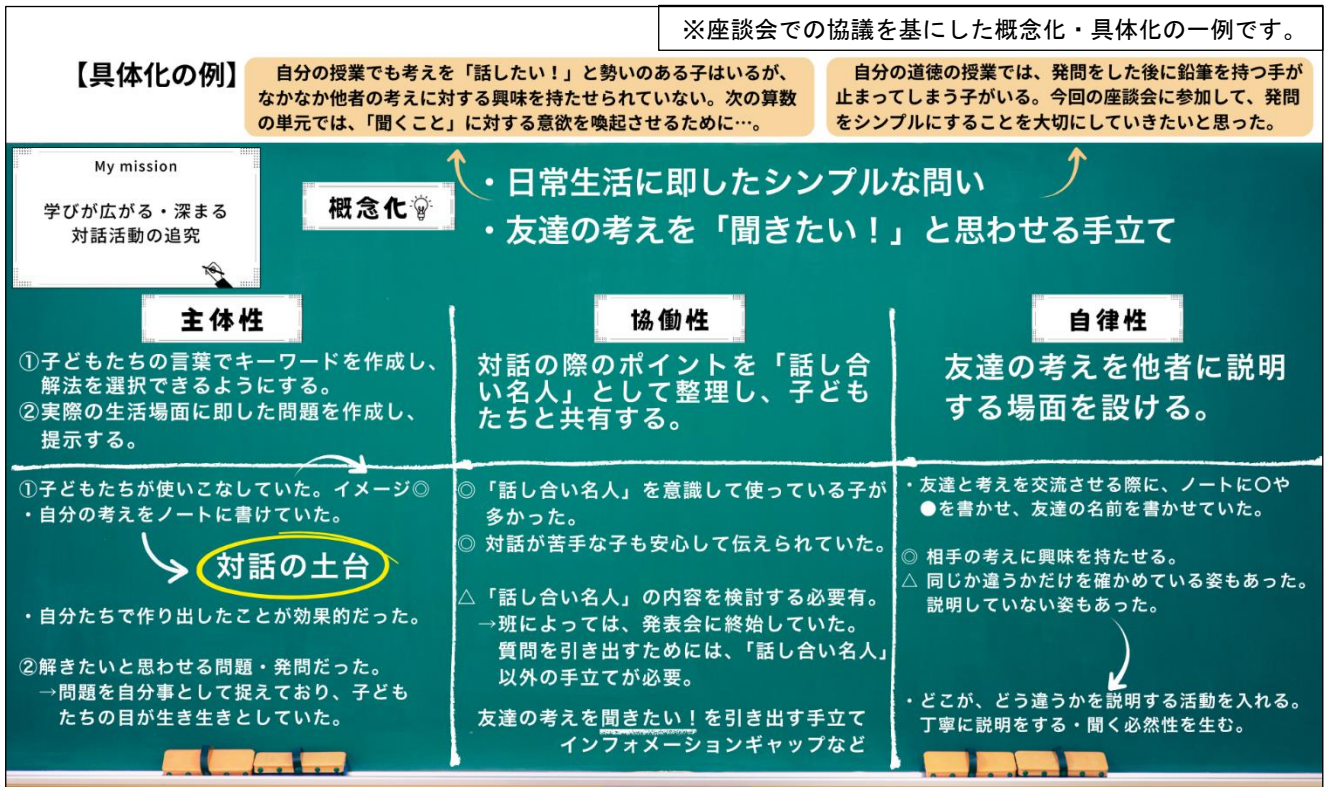 ※座談会での協議を基にした概念化・具体化の一例です。
【具体化の例】
自分の授業でも考えを「話したい！」と勢いのある子はいるが、
なかなか他者の考えに対する興味を持たせられていない。次の算数
の単元では、「聞くこと」に対する意欲を喚起させるために…。
自分の道徳の授業では、発問をした後に鉛筆を持つ手が
止まってしまう子がいる。今回の座談会に参加して、発問
をシンプルにすることを大切にしていきたいと思った。
My mission
学びが広がる・深まる
対話活動の追究
概念化
・日常生活に即したシンプルな問い
・友達の考えを「聞きたい！」と思わせる手立て
主体性
①子どもたちの言葉でキーワードを作成し、
解法を選択できるようにする。
②実際の生活場面に即した問題を作成し、
提示する。
①子どもたちが使いこなしていた。イメージ◎
・自分の考えをノートに書けていた。
対話の土台
・自分たちで作り出したことが効果的だった。
②解きたいと思わせる問題・発問だった。
→問題を自分事として捉えており、子ども
たちの目が生き生きとしていた。
協働性
対話の際のポイントを「話し合
い名人」として整理し、子ども
たちと共有する。
◎「話し合い名人」を意識して使っている子が
多かった。
◎ 対話が苦手な子も安心して伝えられていた。
△「話し合い名人」の内容を検討する必要有。
→班によっては、発表会に終始していた。
質問を引き出すためには、「話し合い名人」
以外の手立てが必要。
友達の考えを聞きたい！を引き出す手立て
インフォメーションギャップなど
自律性
友達の考えを他者に説明
する場面を設ける。
・友達と考えを交流させる際に、ノートに〇や
●を書かせ、友達の名前を書かせていた。
◎ 相手の考えに興味を持たせる。
△ 同じか違うかだけを確かめている姿もあった。
説明していない姿もあった。
・どこが、どう違うかを説明する活動を入れる。
丁寧に説明をする・聞く必然性を生む。